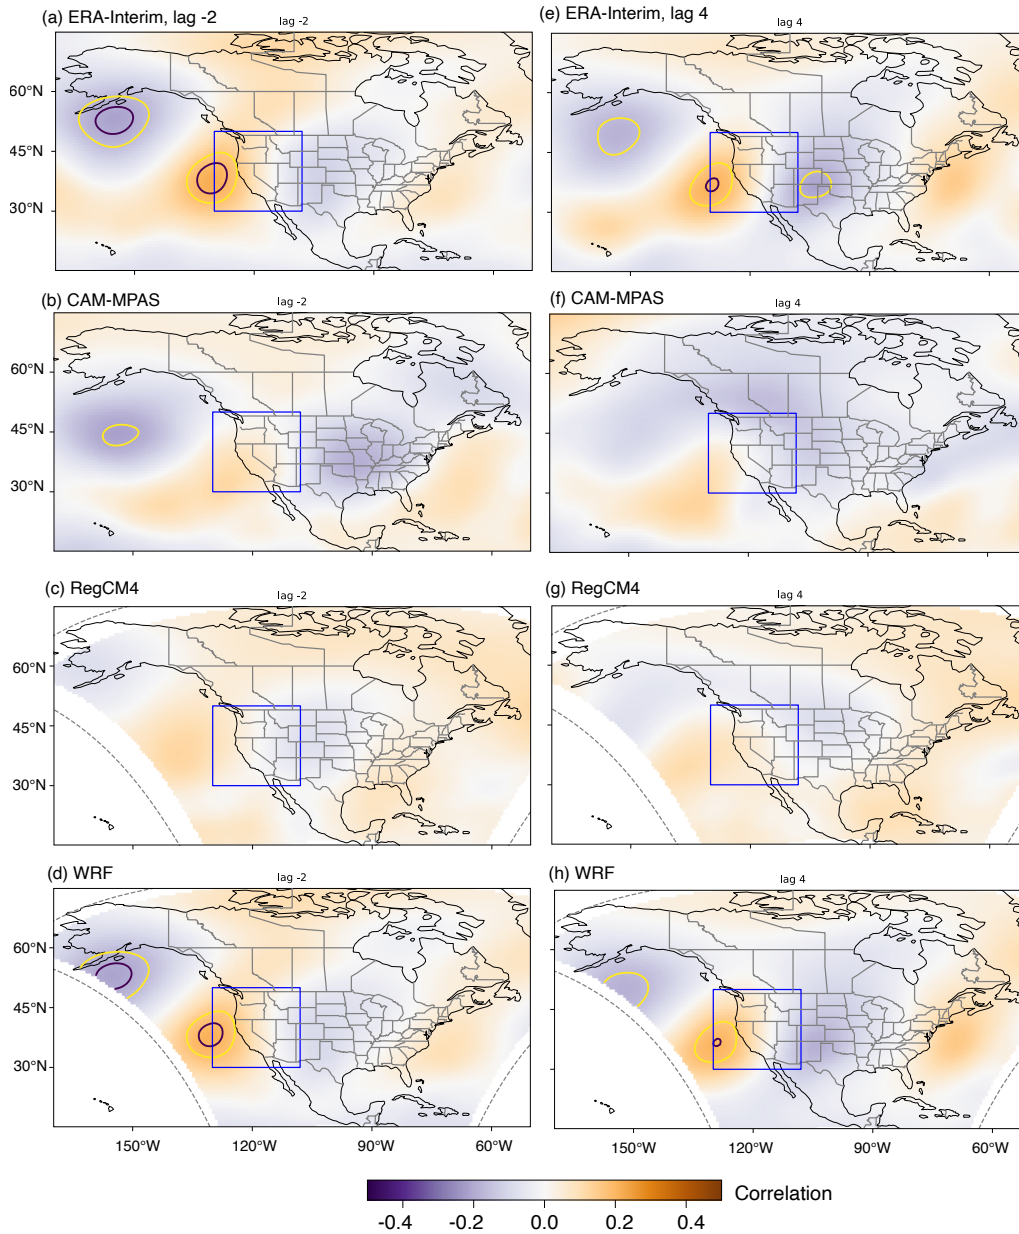 (a) ERA-Interim, lag -2
lag -2
(e) ERA-Interim, lag 4
lag 4
60°N
45°N
30°N
(b) CAM-MPAS
lag -2
(f) CAM-MPAS
lag 4
60°N
45°N
30°N
(c) RegCM4
lag -2
(g) RegCM4
lag 4
60°N
45°N
30°N
(d) WRF
lag -2
(h) WRF
lag 4
60°N
45°N
30°N
150°W 120°W 90°W 60°W 150°W 120°W 90°W 60°W
Correlation
-0.4 -0.2 0.0 0.2 0.4